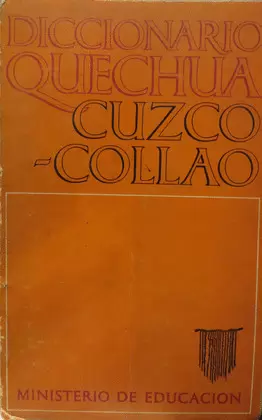 DICCIONARIO
QUECHUA
CUZCO
-COLLAO
MINISTERIO DE EDUCACION